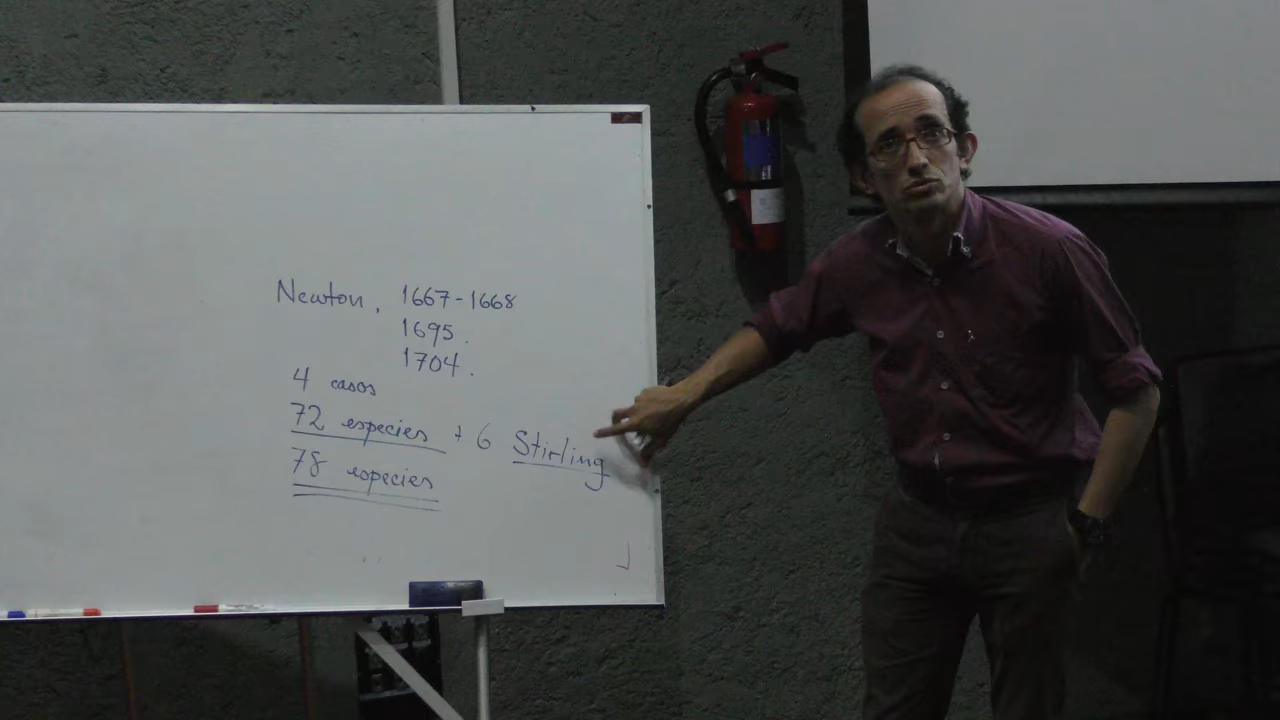 Newton, 1667-1668
1695.
1704.
4 casos
72 especies + 6 Stirling
78 especies